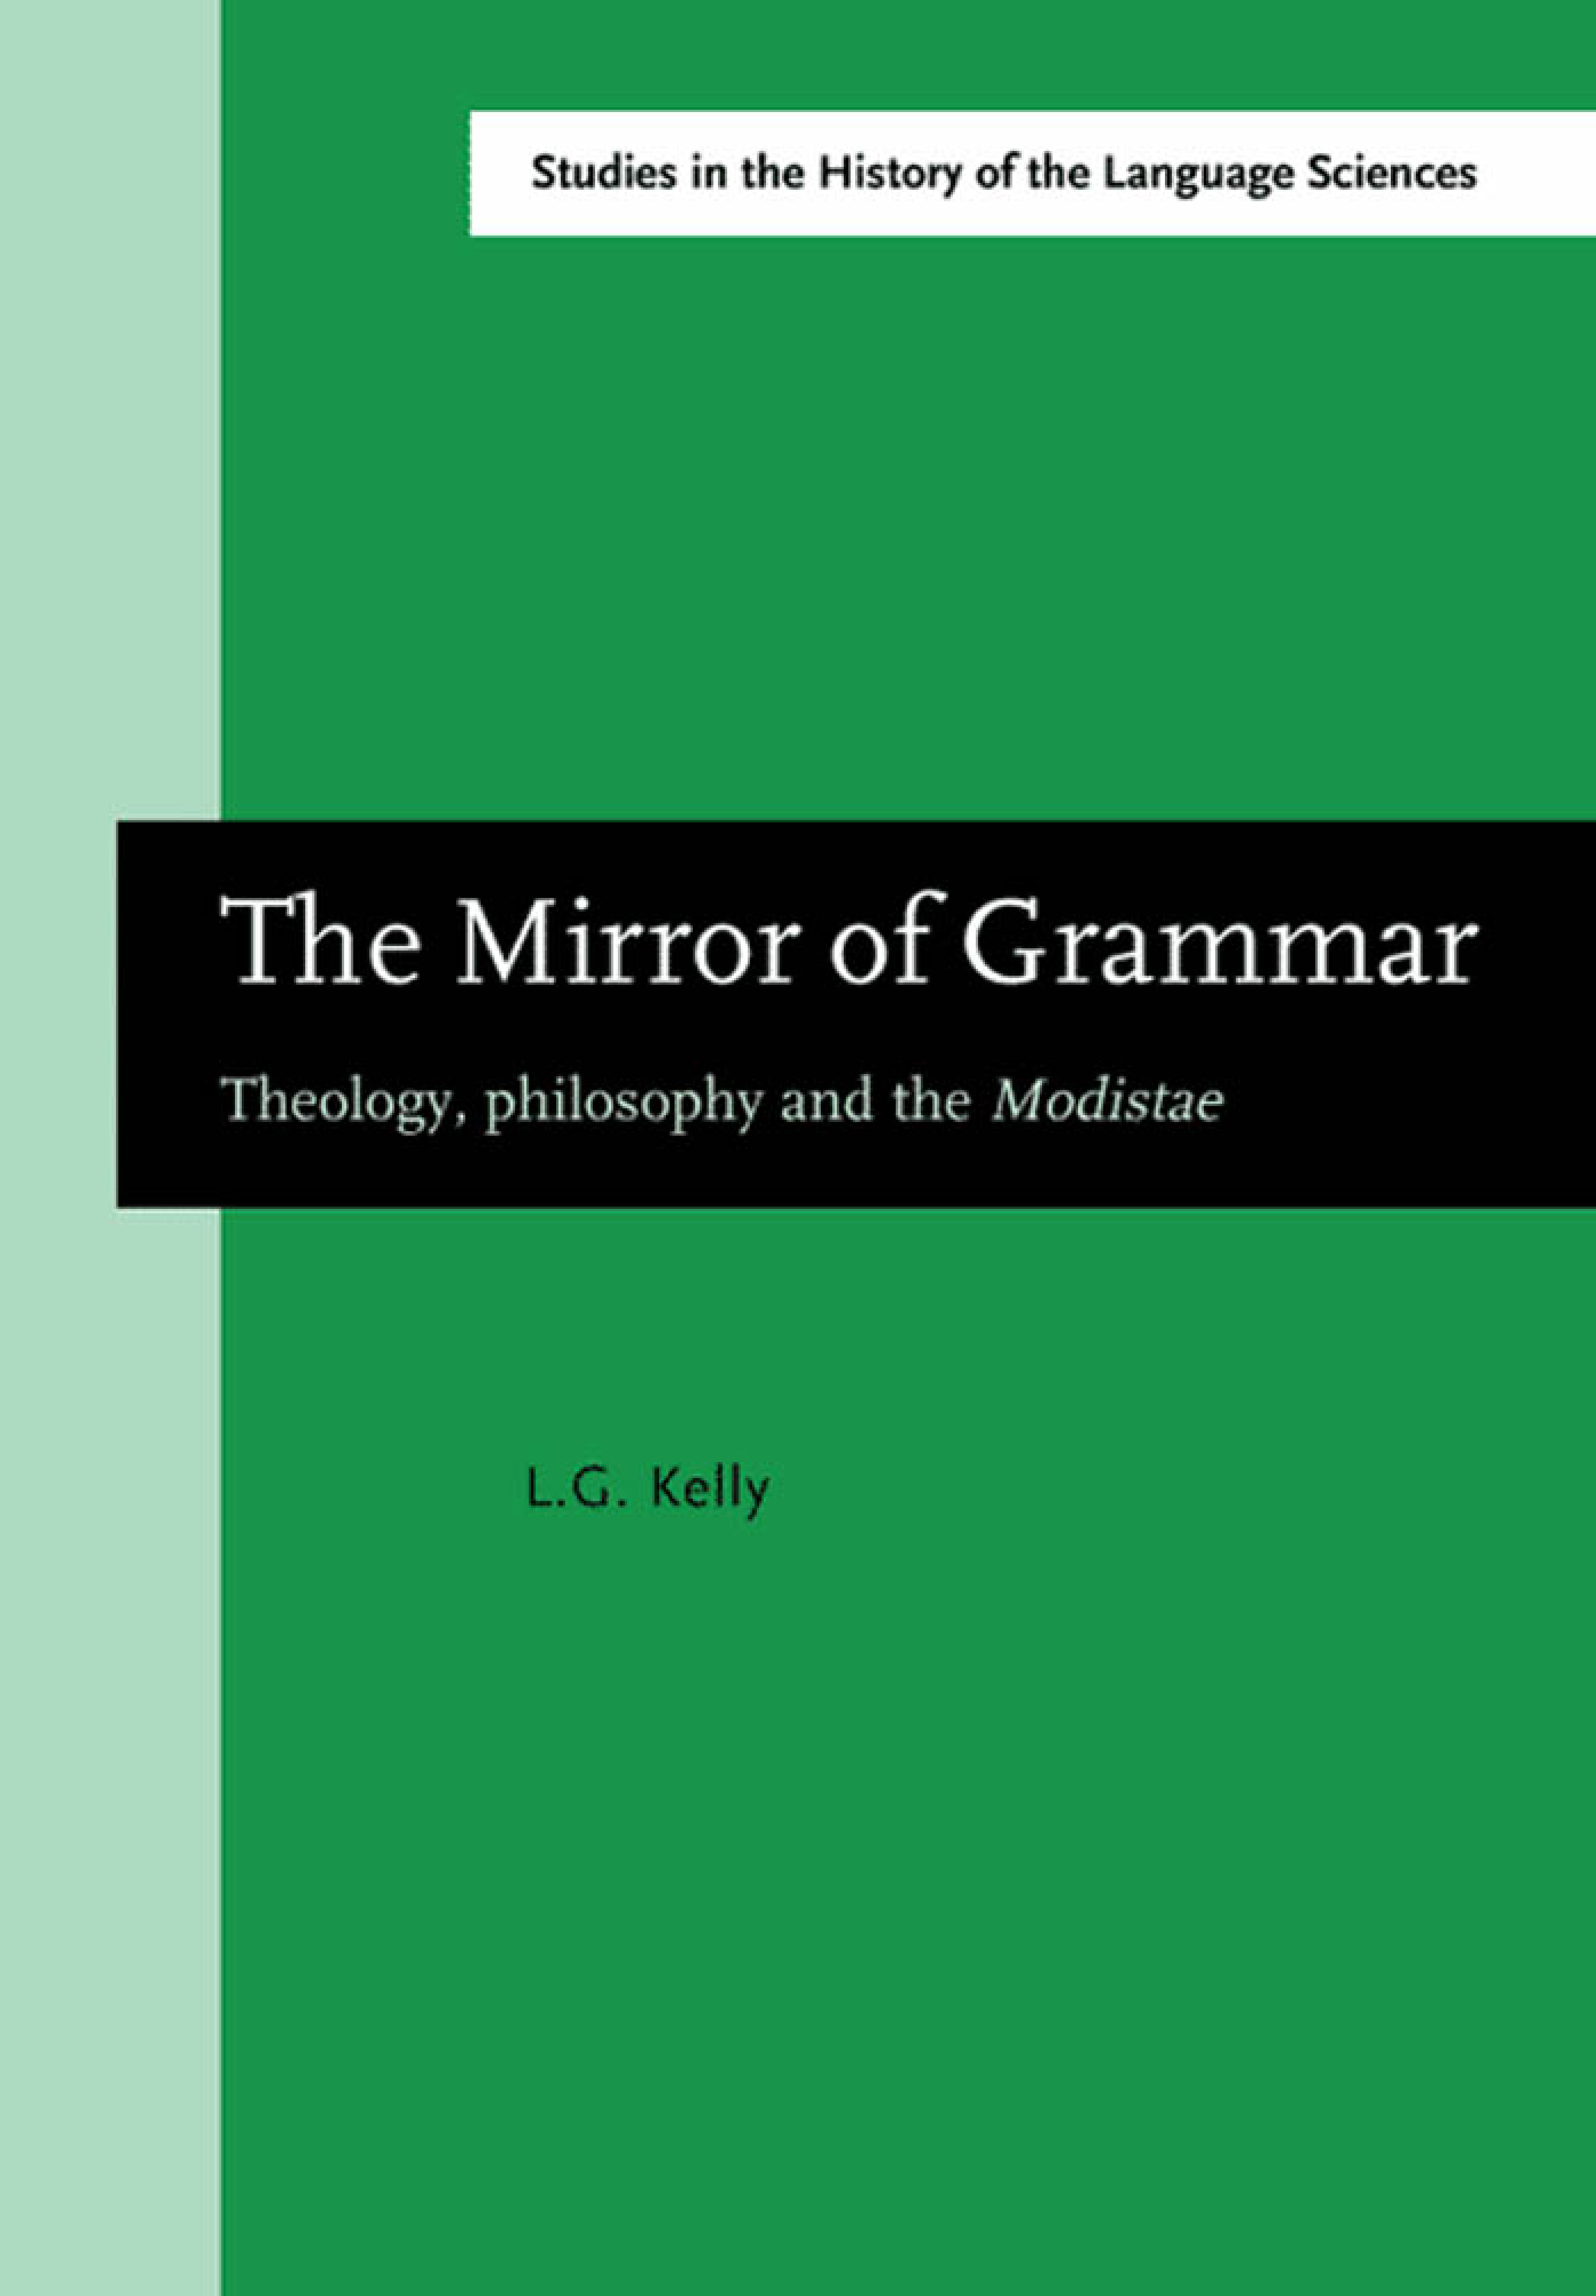 Studies in the History of the Language Sciences
The Mirror of Grammar
Theology, philosophy and the Modistae
L.G. Kelly